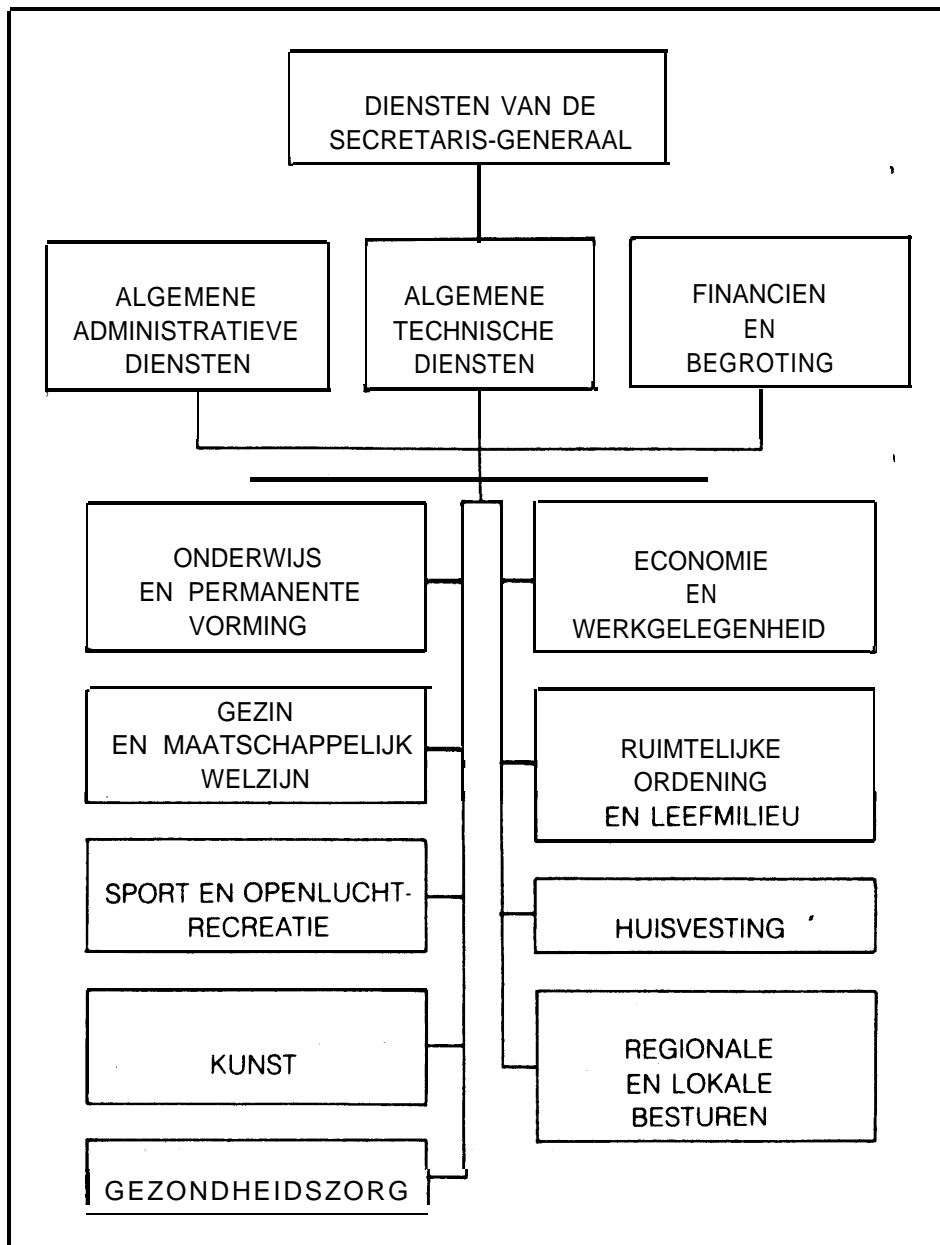 DIENSTEN VAN DE
SECRETARIS-GENERAAL
ALGEMENE
ADMINISTRATIEVE
DIENSTEN
ALGEMENE
TECHNISCHE
DIENSTEN
FINANCIEN
EN
BEGROTING
ONDERWIJS
EN PERMANENTE
VORMING
GEZIN
EN MAATSCHAPPELIJK
WELZIJN
SPORT EN OPENLUCHT-
RECREATIE
KUNST
GEZONDHEIDSZORG
ECONOMIE
EN
WERKGELEGENHEID
RUIMTELIJKE
ORDENING
EN LEEFMILIEU
HUISVESTING
REGIONALE
EN LOKALE
BESTUREN